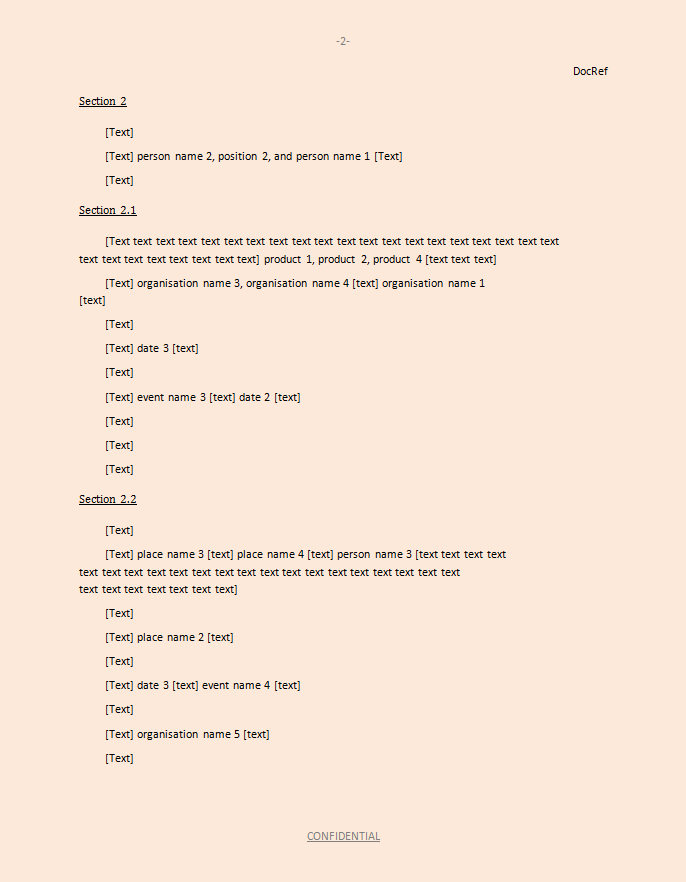 -2-
DocRef
Section 2
[Text]
[Text] person name 2, position 2, and person name 1 [Text]
[Text]
Section 2.1
[Text text text text text text text text text text text text text text text text text text text text
text text text text text text text text] product 1, product 2, product 4 [text text text]
[Text] organisation name 3, organisation name 4 [text] organisation name 1
[text]
[Text]
[Text] date 3 [text]
[Text]
[Text] event name 3 [text] date 2 [text]
[Text]
[Text]
[Text]
Section 2.2
[Text]
[Text] place name 3 [text] place name 4 [text] person name 3 [text text text text
text text text text text text text text text text text text text text text text text
text text text text text text text]
[Text]
[Text] place name 2 [text]
[Text]
[Text] date 3 [text] event name 4 [text]
[Text]
[Text] organisation name 5 [text]
[Text]
CONFIDENTIAL